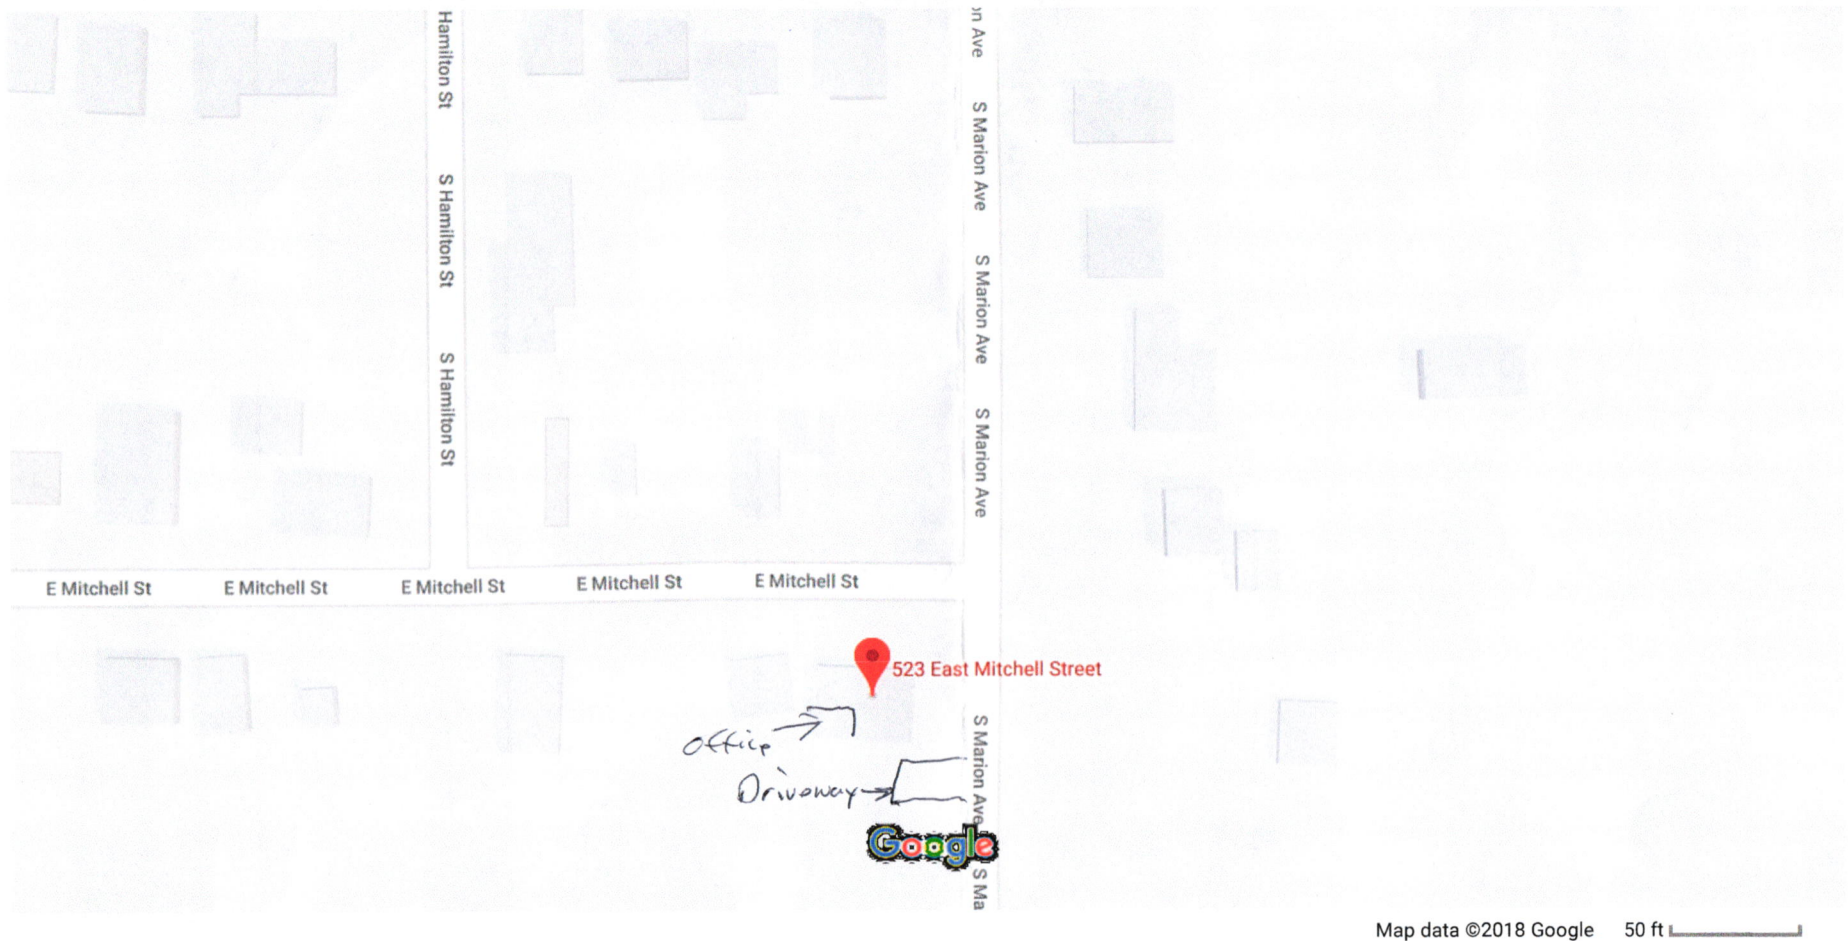 Hamilton St
on Ave
S Marion Ave
S Hamilton St
S Marion Ave
S Hamilton St
S Marion Ave
E Mitchell St
E Mitchell St
E Mitchell St
E Mitchell St
E Mitchell St
523 East Mitchell Street
Office
S Marion Ave
Driveway
Google
S Ma
Map data ©2018 Google
50 ft